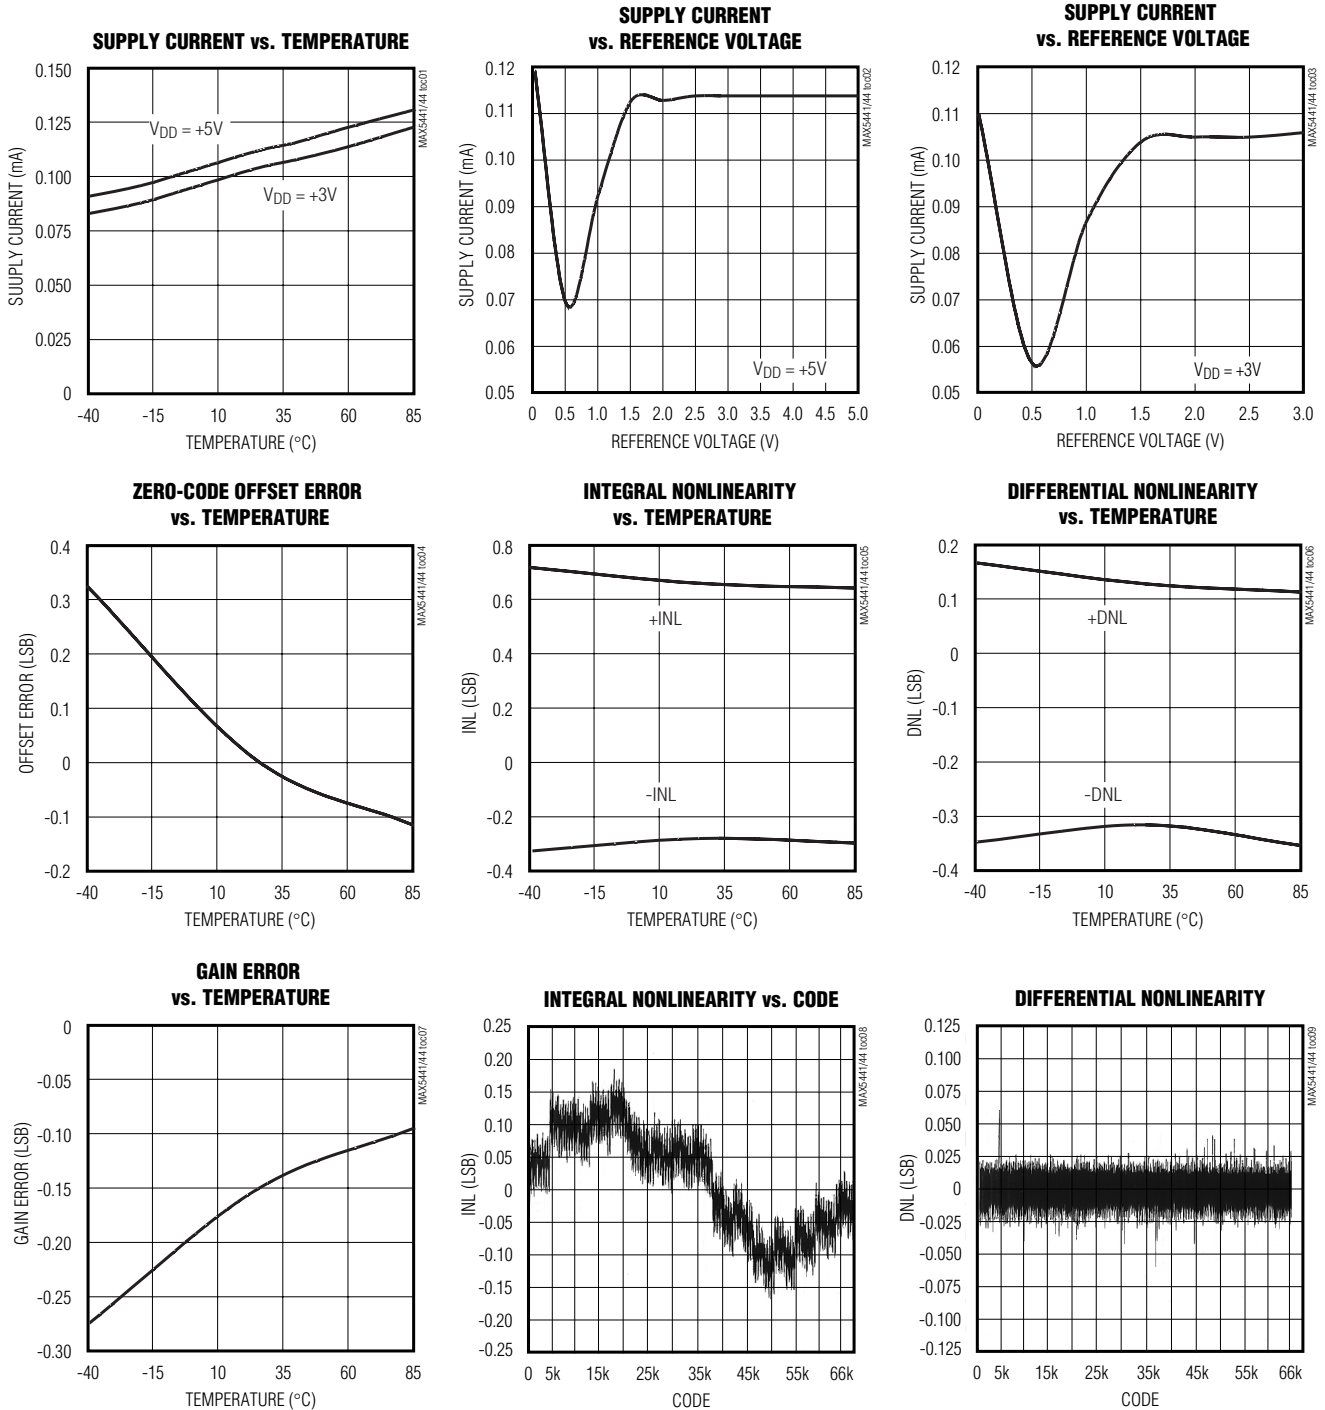 SUPPLY CURRENT vs. TEMPERATURE
0.150
0.125
0.100
0.075
0.050
0.025
0
SUUPLY CURRENT (mA)
VDD = +5V
VDD = +3V
MAX5441/44 toc01
-40 -15 10 35 60 85
TEMPERATURE (°C)
SUPPLY CURRENT
vs. REFERENCE VOLTAGE
0.12
0.11
0.10
0.09
0.08
0.07
0.06
0.05
SUPPLY CURRENT (mA)
VDD = +5V
MAX5441/44 toc02
0 0.5 1.0 1.5 2.0 2.5 3.0 3.5 4.0 4.5 5.0
REFERENCE VOLTAGE (V)
SUPPLY CURRENT
vs. REFERENCE VOLTAGE
0.12
0.11
0.10
0.09
0.08
0.07
0.06
0.05
SUPPLY CURRENT (mA)
VDD = +3V
MAX5441/44 toc03
0 0.5 1.0 1.5 2.0 2.5 3.0
REFERENCE VOLTAGE (V)
ZERO-CODE OFFSET ERROR
vs. TEMPERATURE
0.4
0.3
0.2
0.1
0
-0.1
-0.2
OFFSET ERROR (LSB)
MAX5441/44 toc04
-40 -15 10 35 60 85
TEMPERATURE (°C)
INTEGRAL NONLINEARITY
vs. TEMPERATURE
0.8
0.6
0.4
0.2
0
-0.2
-0.4
INL (LSB)
+INL
-INL
MAX5441/44 toc05
-40 -15 10 35 60 85
TEMPERATURE (°C)
DIFFERENTIAL NONLINEARITY
vs. TEMPERATURE
0.2
0.1
0
-0.1
-0.2
-0.3
-0.4
DNL (LSB)
+DNL
-DNL
MAX5441/44 toc06
-40 -15 10 35 60 85
TEMPERATURE (°C)
GAIN ERROR
vs. TEMPERATURE
0
-0.05
-0.10
-0.15
-0.20
-0.25
-0.30
GAIN ERROR (LSB)
MAX5441/44 toc07
-40 -15 10 35 60 85
TEMPERATURE (°C)
INTEGRAL NONLINEARITY vs. CODE
0.25
0.20
0.15
0.10
0.05
0
-0.05
-0.10
0.15
-0.20
-0.25
INL (LSB)
MAX5441/44 toc08
0 5k 15k 25k 35k 45k 55k 66k
CODE
DIFFERENTIAL NONLINEARITY
0.125
0.100
0.075
0.050
0.025
0
-0.025
-0.050
-0.075
-0.100
-0.125
DNL (LSB)
MAX5441/44 toc09
0 5k 15k 25k 35k 45k 55k 66k
CODE